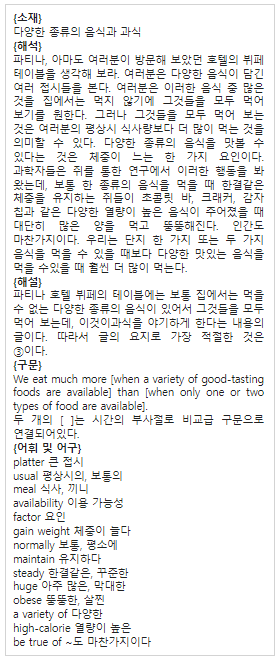 {소재}
다양한 종류의 음식과 과식
{해석}
파티나, 아마도 여러분이 방문해 보았던 호텔의 뷔페
테이블을 생각해 보라. 여러분은 다양한 음식이 담긴
여러 접시들을 본다. 여러분은 이러한 음식 중 많은
것을 집에서는 먹지 않기에 그것들을 모두 먹어
보기를 원한다. 그러나 그것들을 모두 먹어 보는
것은 여러분의 평상시 식사량보다 더 많이 먹는 것을
의미할 수 있다. 다양한 종류의 음식을 맛볼 수
있다는 것은 체중이 느는 한 가지 요인이다.
과학자들은 쥐를 통한 연구에서 이러한 행동을 봐
왔는데, 보통 한 종류의 음식을 먹을 때 한결같은
체중을 유지하는 쥐들이 초콜릿 바, 크래커, 감자
칩과 같은 다양한 열량이 높은 음식이 주어졌을 때
대단히 많은 양을 먹고 뚱뚱해진다. 인간도
마찬가지이다. 우리는 단지 한 가지 또는 두 가지
음식을 먹을 수 있을 때보다 다양한 맛있는 음식을
먹을 수있을 때 훨씬 더 많이 먹는다.
{해설}
파티나 호텔 뷔페의 테이블에는 보통 집에서는 먹을
수 없는 다양한 종류의 음식이 있어서 그것들을 모두
먹어 보는데, 이것이과식을 야기하게 한다는 내용의
글이다. 따라서 글의 요지로 가장 적절한 것은
③이다.
{구문}
We eat much more [when a variety of good-tasting
foods are available] than [when only one or two
types of food are available].
두 개의 [ ]는 시간의 부사절로 비교급 구문으로
연결되어있다.
{어휘 및 어구}
platter 큰 접시
usual 평상시의, 보통의
meal 식사, 끼니
availability 이용 가능성
factor 요인
gain weight 체중이 늘다
normally 보통, 평소에
maintain 유지하다
steady 한결같은, 꾸준한
huge 아주 많은, 막대한
obese 뚱뚱한, 살찐
a variety of 다양한
high-calorie 열량이 높은
be true of ~도 마찬가지이다